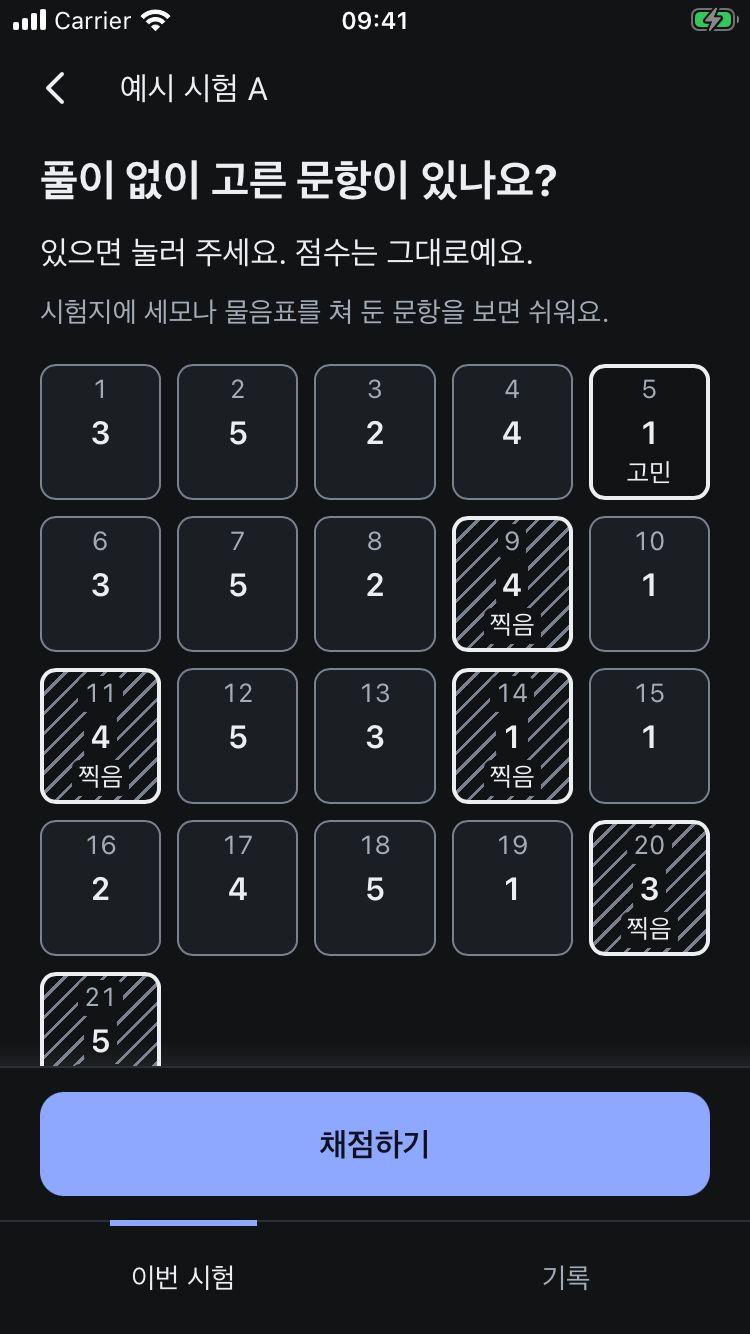 Carrier 09:41
예시 시험 A
풀이 없이 고른 문항이 있나요?
있으면 눌러 주세요. 점수는 그대로예요.
시험지에 세모나 물음표를 쳐 둔 문항을 보면 쉬워요.
1 2 3 4 5
3 5 2 4 1
고민
6 7 8 9 10
3 5 2 4 1
찍음
11 12 13 14 15
4 5 3 1 1
찍음 찍음
16 17 18 19 20
2 4 5 1 3
찍음
21
5
채점하기
이번 시험 기록